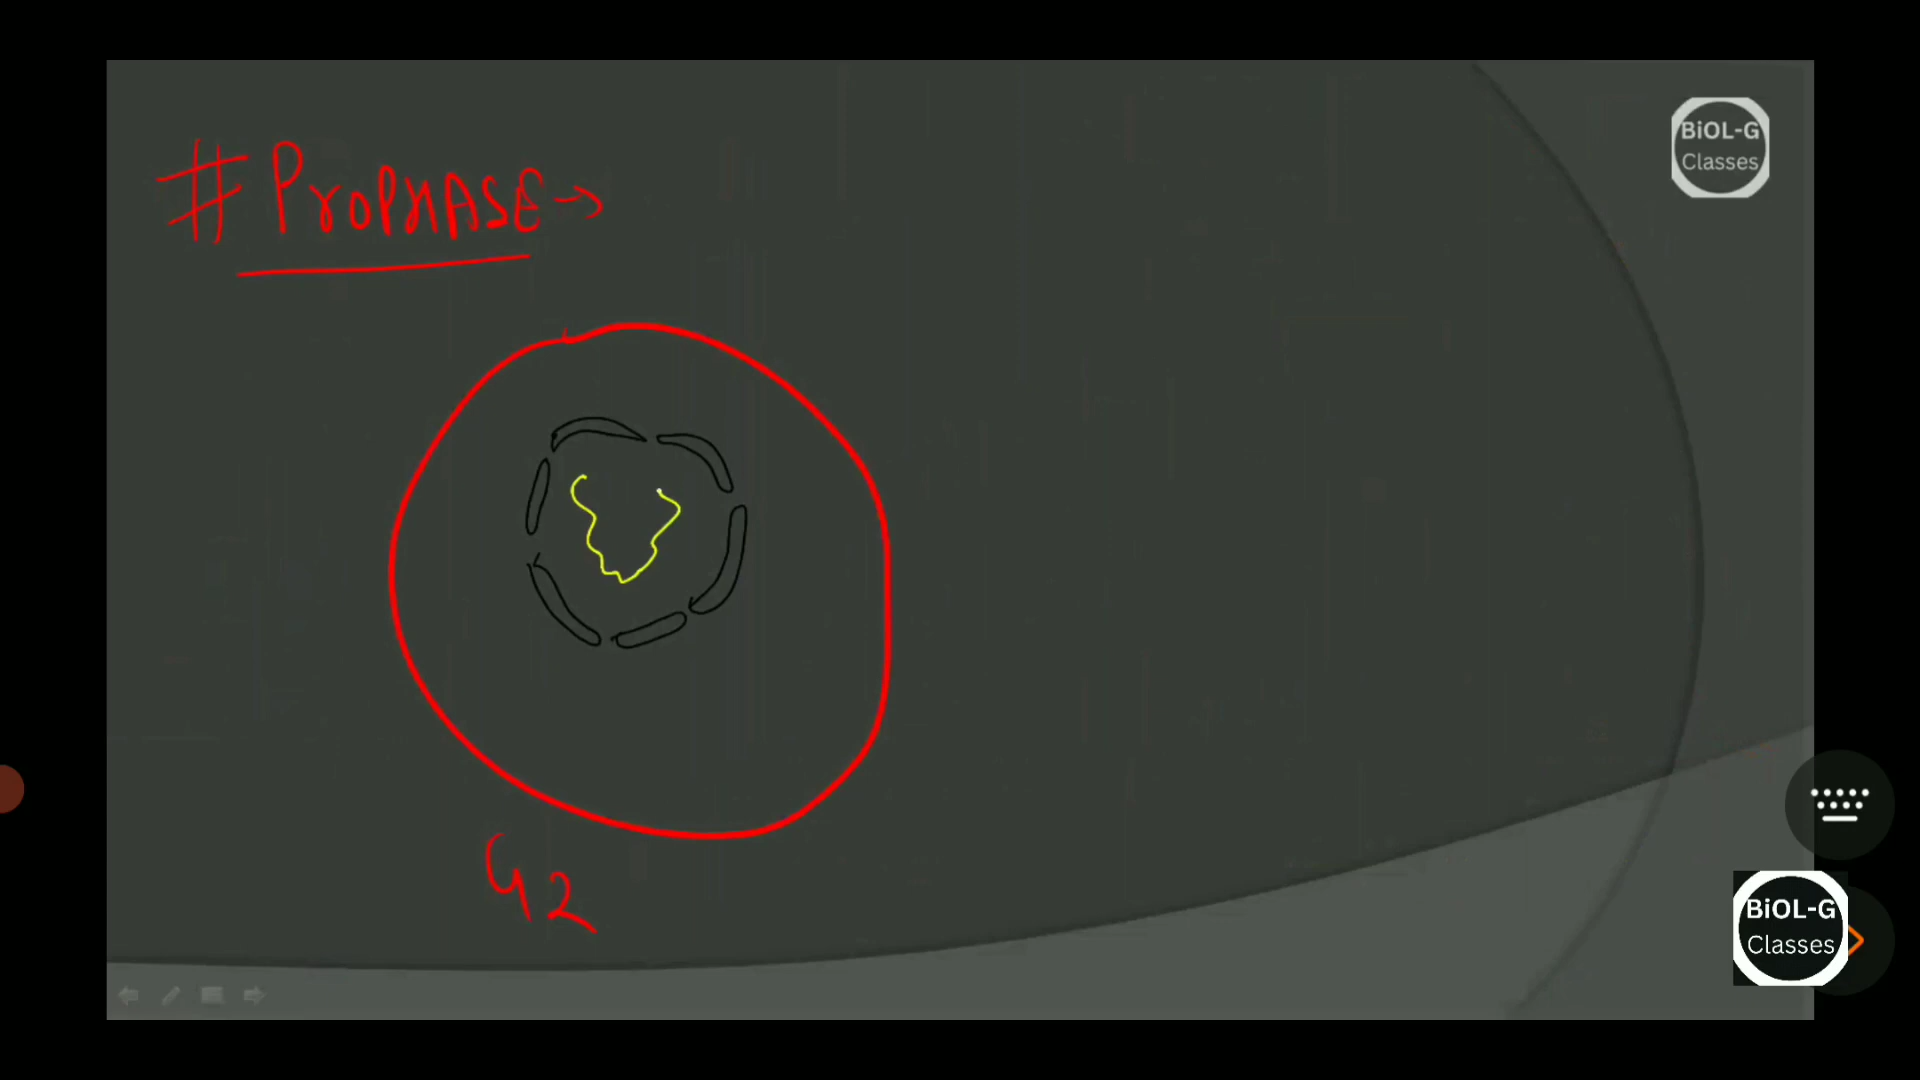 # PrOPHASE →
BiOL-G
Classes
G2
BiOL-G
Classes